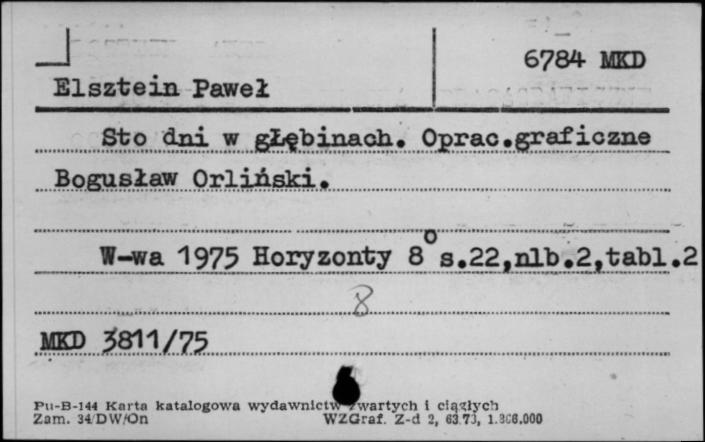 6784 MKD
Elsztein Paweł
Sto dni w głębinach. Oprac.graficzne
Bogusław Orliński.
W-wa 1975 Horyzonty 8° s.22,nlb.2,tabl.2
8
MKD 3811/75
Pu-B-144 Karta katalogowa wydawnictw zwartych i ciągłych
Zam. 34/DW/On WZGraf. Z-d 2, 63.73, 1.866.000